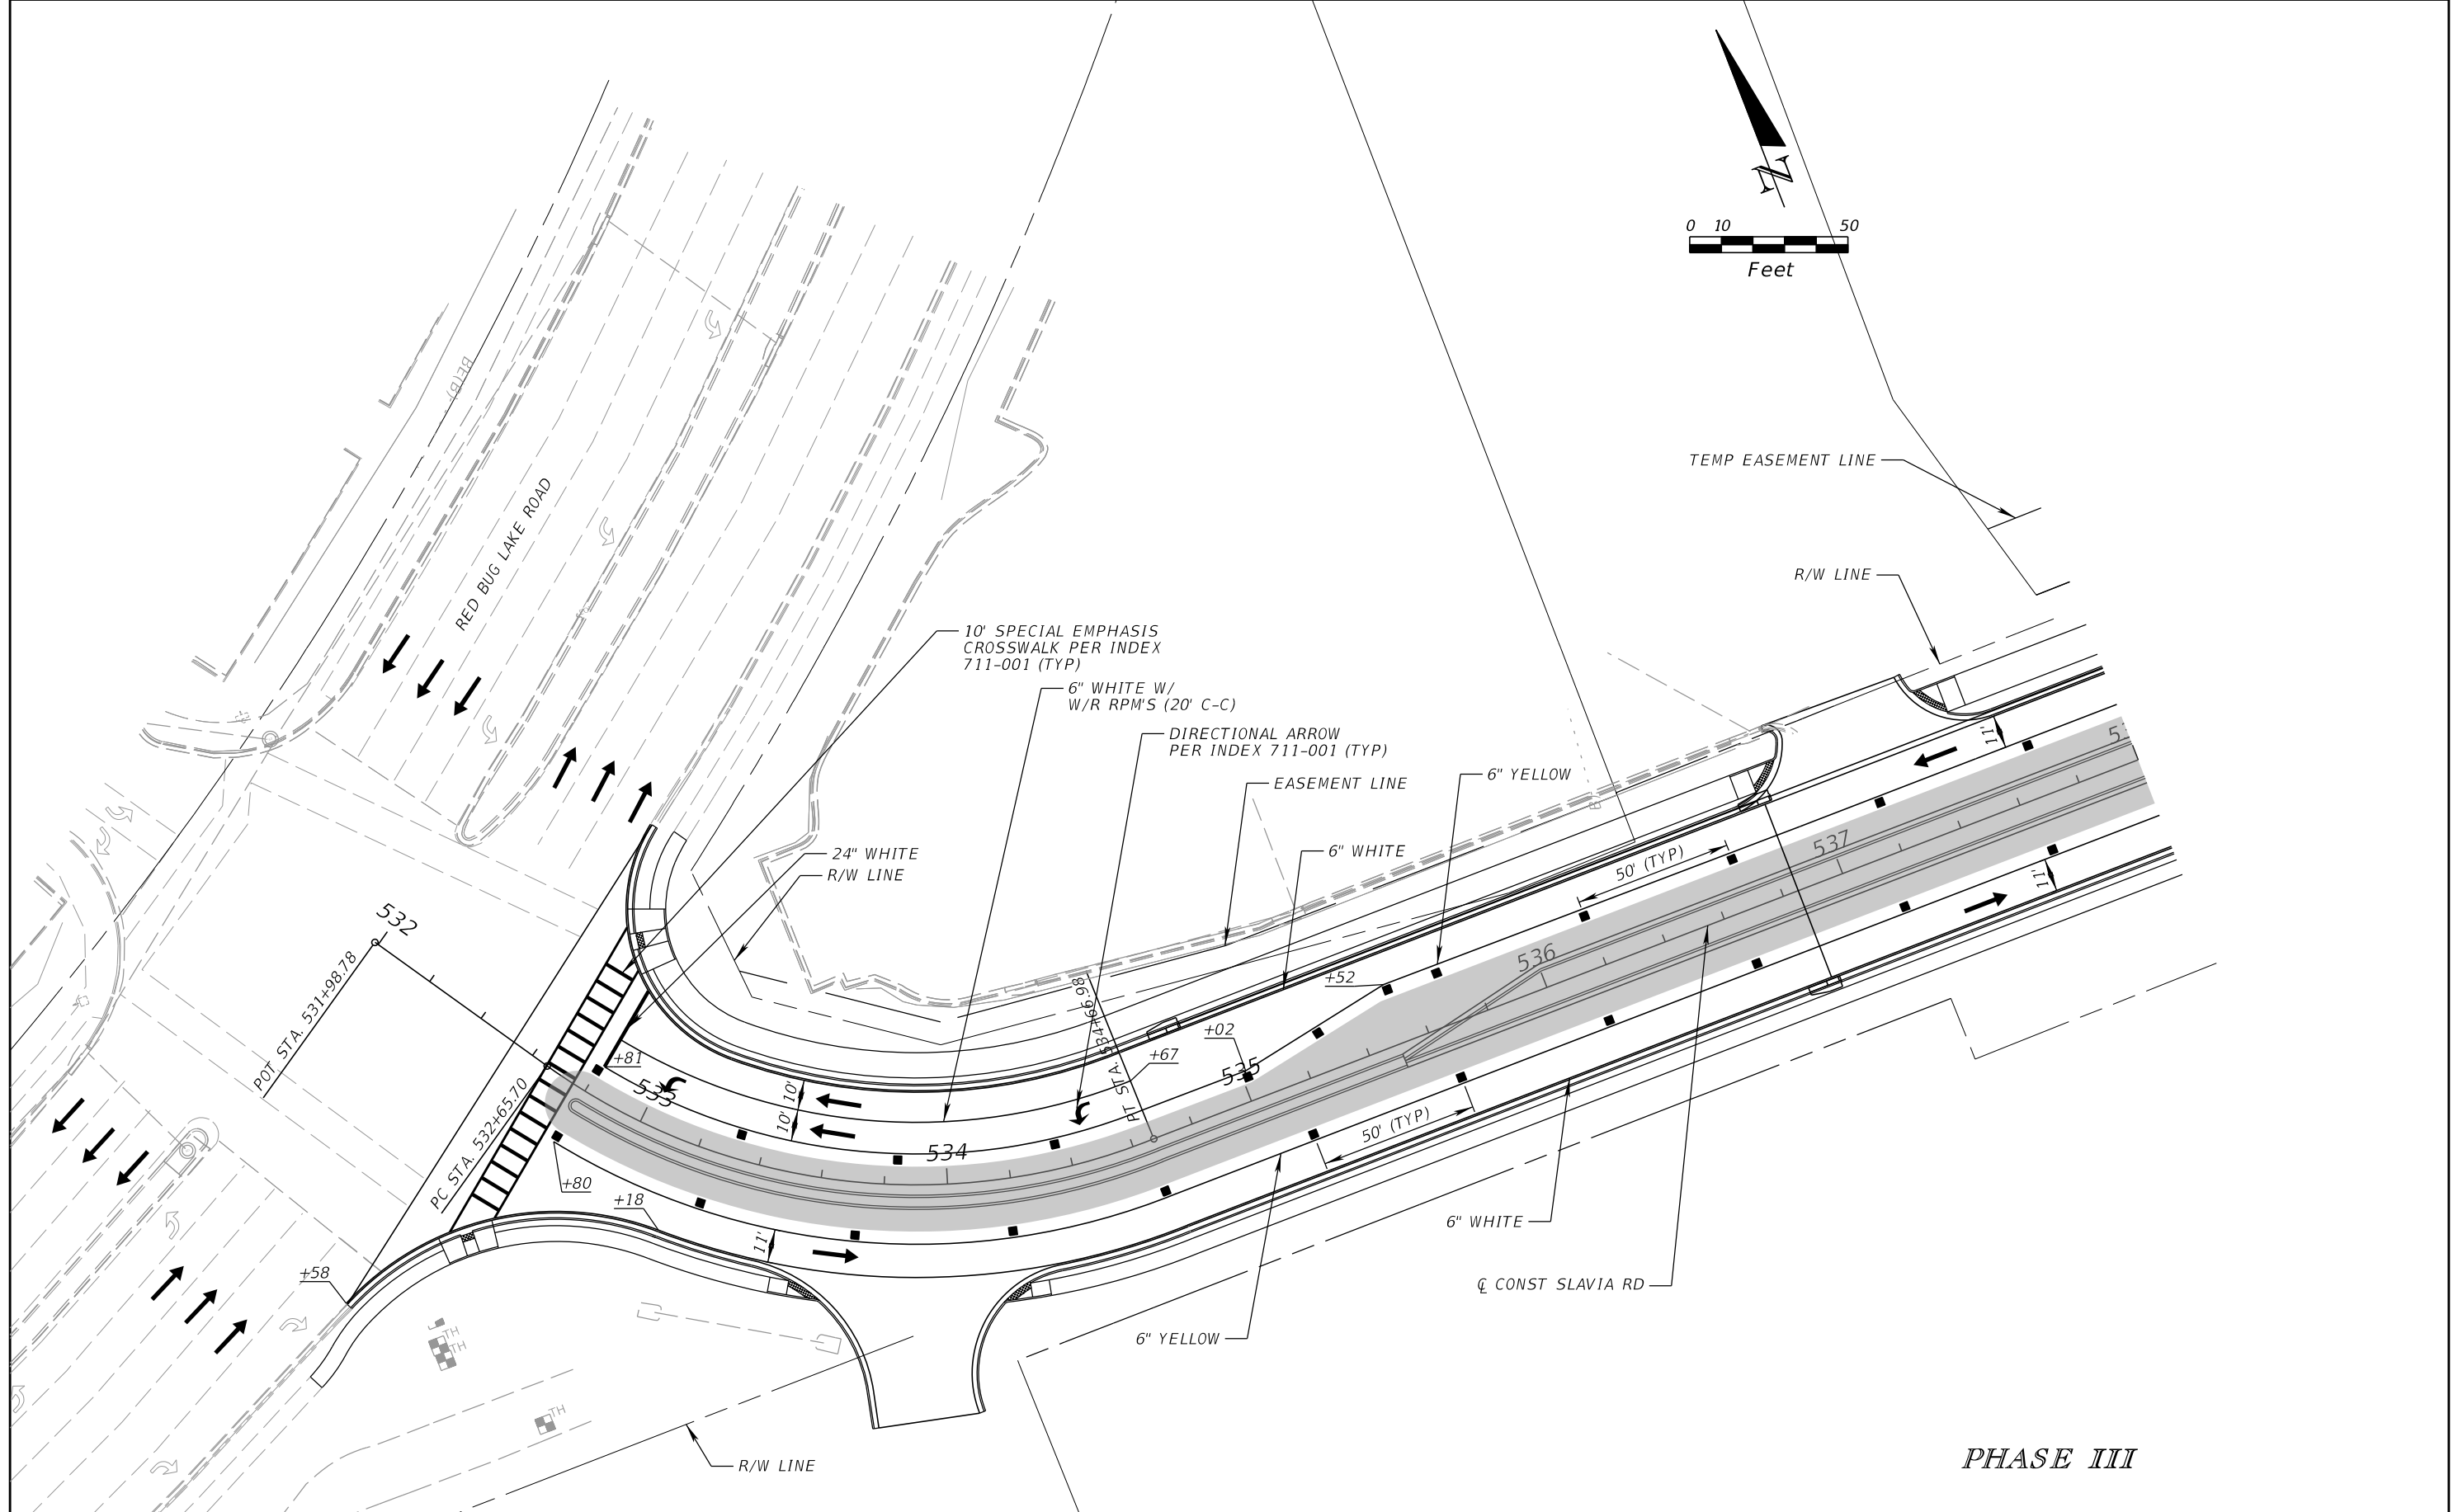 0 10 50
Feet
N
TEMP EASEMENT LINE
R/W LINE
BE(B)
RED BUG LAKE ROAD
10' SPECIAL EMPHASIS
CROSSWALK PER INDEX
711-001 (TYP)
6" WHITE W/
W/R RPM'S (20' C-C)
DIRECTIONAL ARROW
PER INDEX 711-001 (TYP)
EASEMENT LINE
6" YELLOW
6" WHITE
24" WHITE
R/W LINE
50' (TYP)
11'
11'
532
POT STA. 531+98.78
PC STA. 532+65.70
PT STA. 534+66.98
533
534
535
536
537
+81
+52
+02
+67
10'
10'
+80
+18
+58
11'
50' (TYP)
6" WHITE
℄ CONST SLAVIA RD
6" YELLOW
R/W LINE
TH
TH
TH
PHASE III